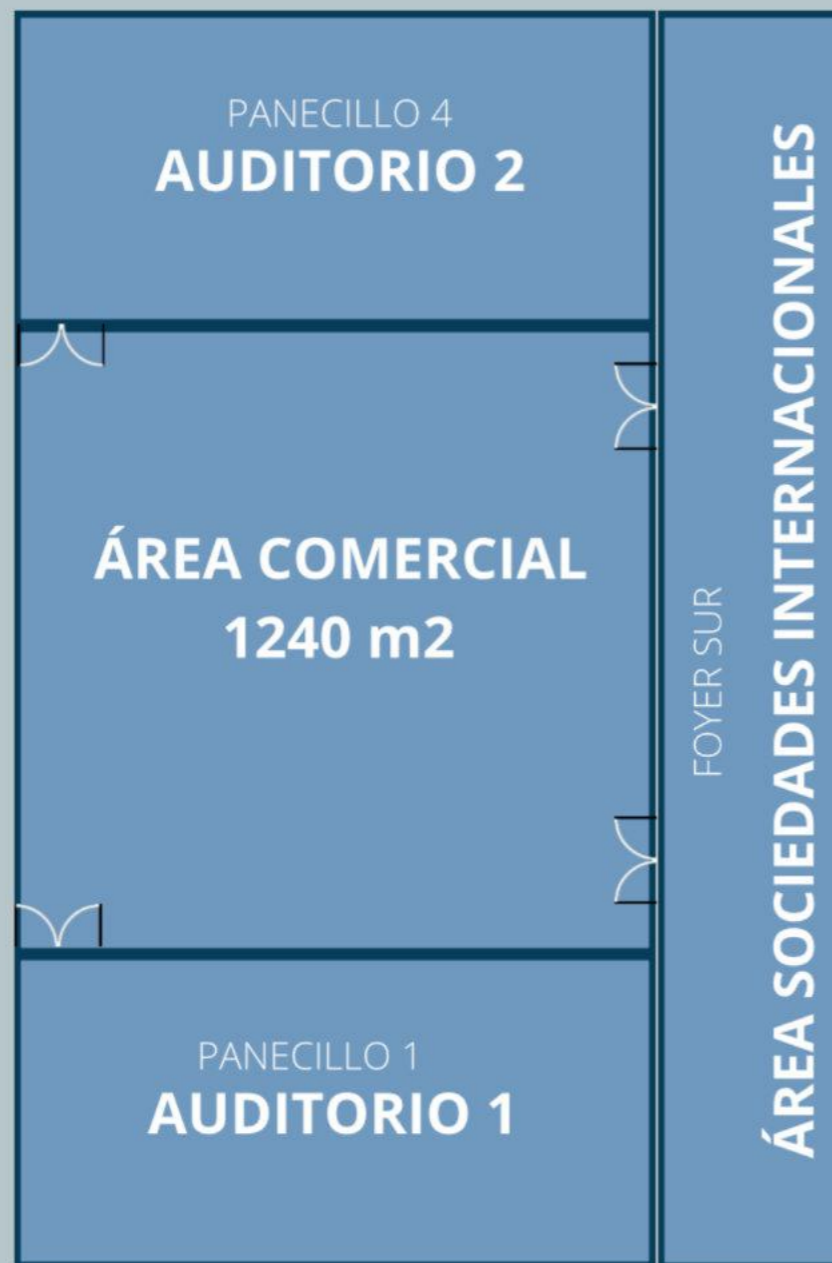 PANECILLO 4
AUDITORIO 2
ÁREA COMERCIAL
1240 m2
PANECILLO 1
AUDITORIO 1
FOYER SUR
ÁREA SOCIEDADES INTERNACIONALES